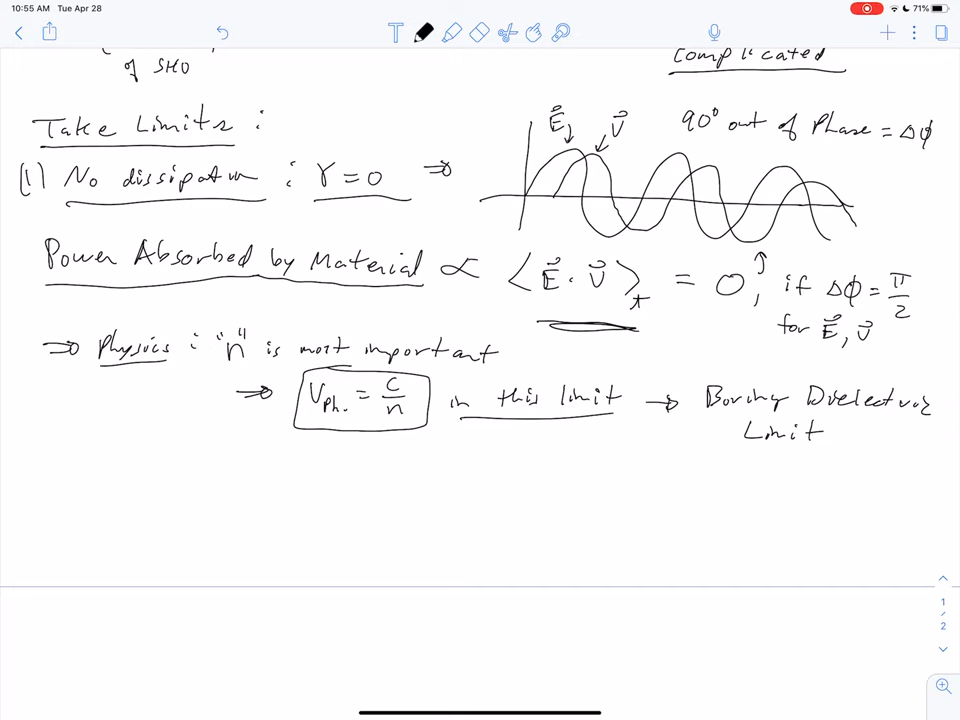 10:55 AM Tue Apr 28
71%
of SHO
Complicated
Take Limits :
E⃗ v⃗ 90° out of Phase = Δϕ
(1) No dissipation : γ = 0 ⇒
Power Absorbed by Material ∝ ⟨E⃗ · v⃗⟩t = 0, if Δϕ = π/2
for E⃗, v⃗
⇒ Physics : "n" is most important
⇒ Vph. = c/n in this limit → Boring Dielectric
Limit
1
/
2